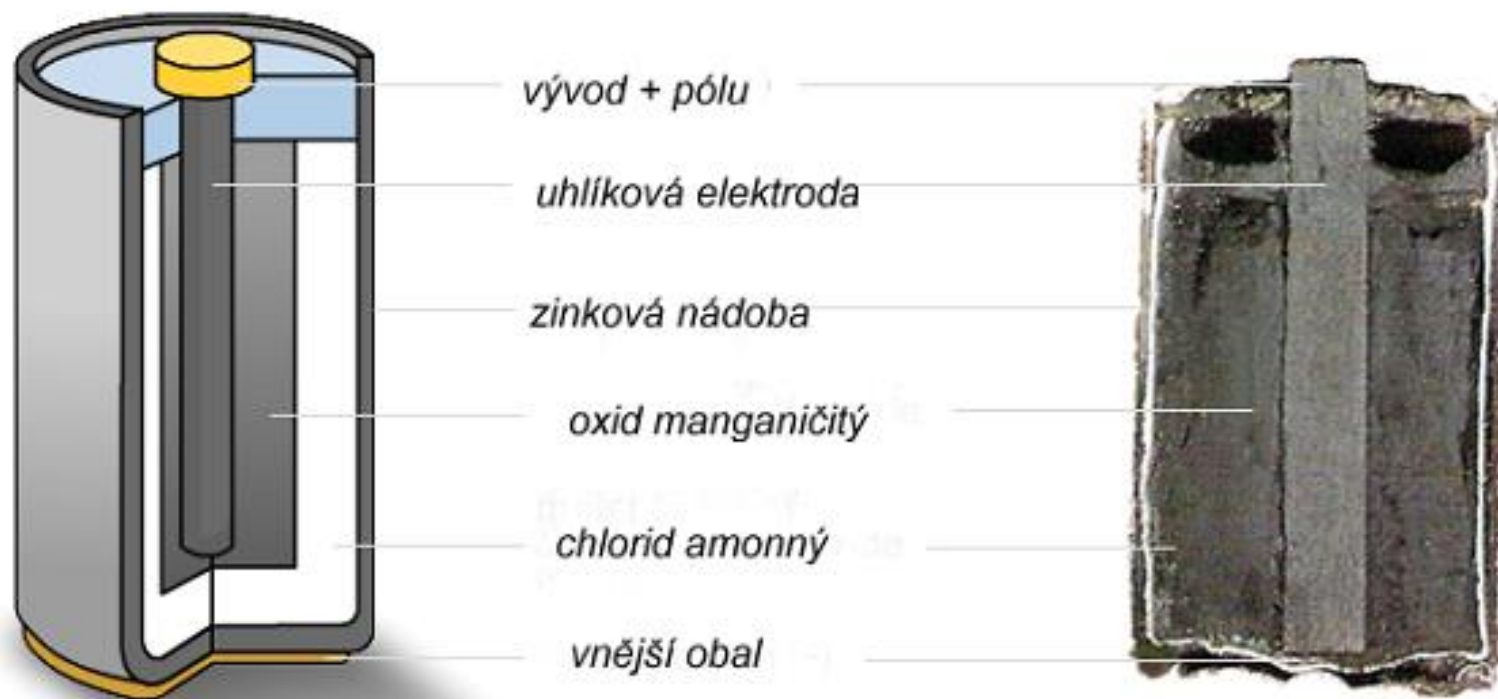 vývod + pólu
uhlíková elektroda
zinková nádoba
oxid manganičitý
chlorid amonný
vnější obal